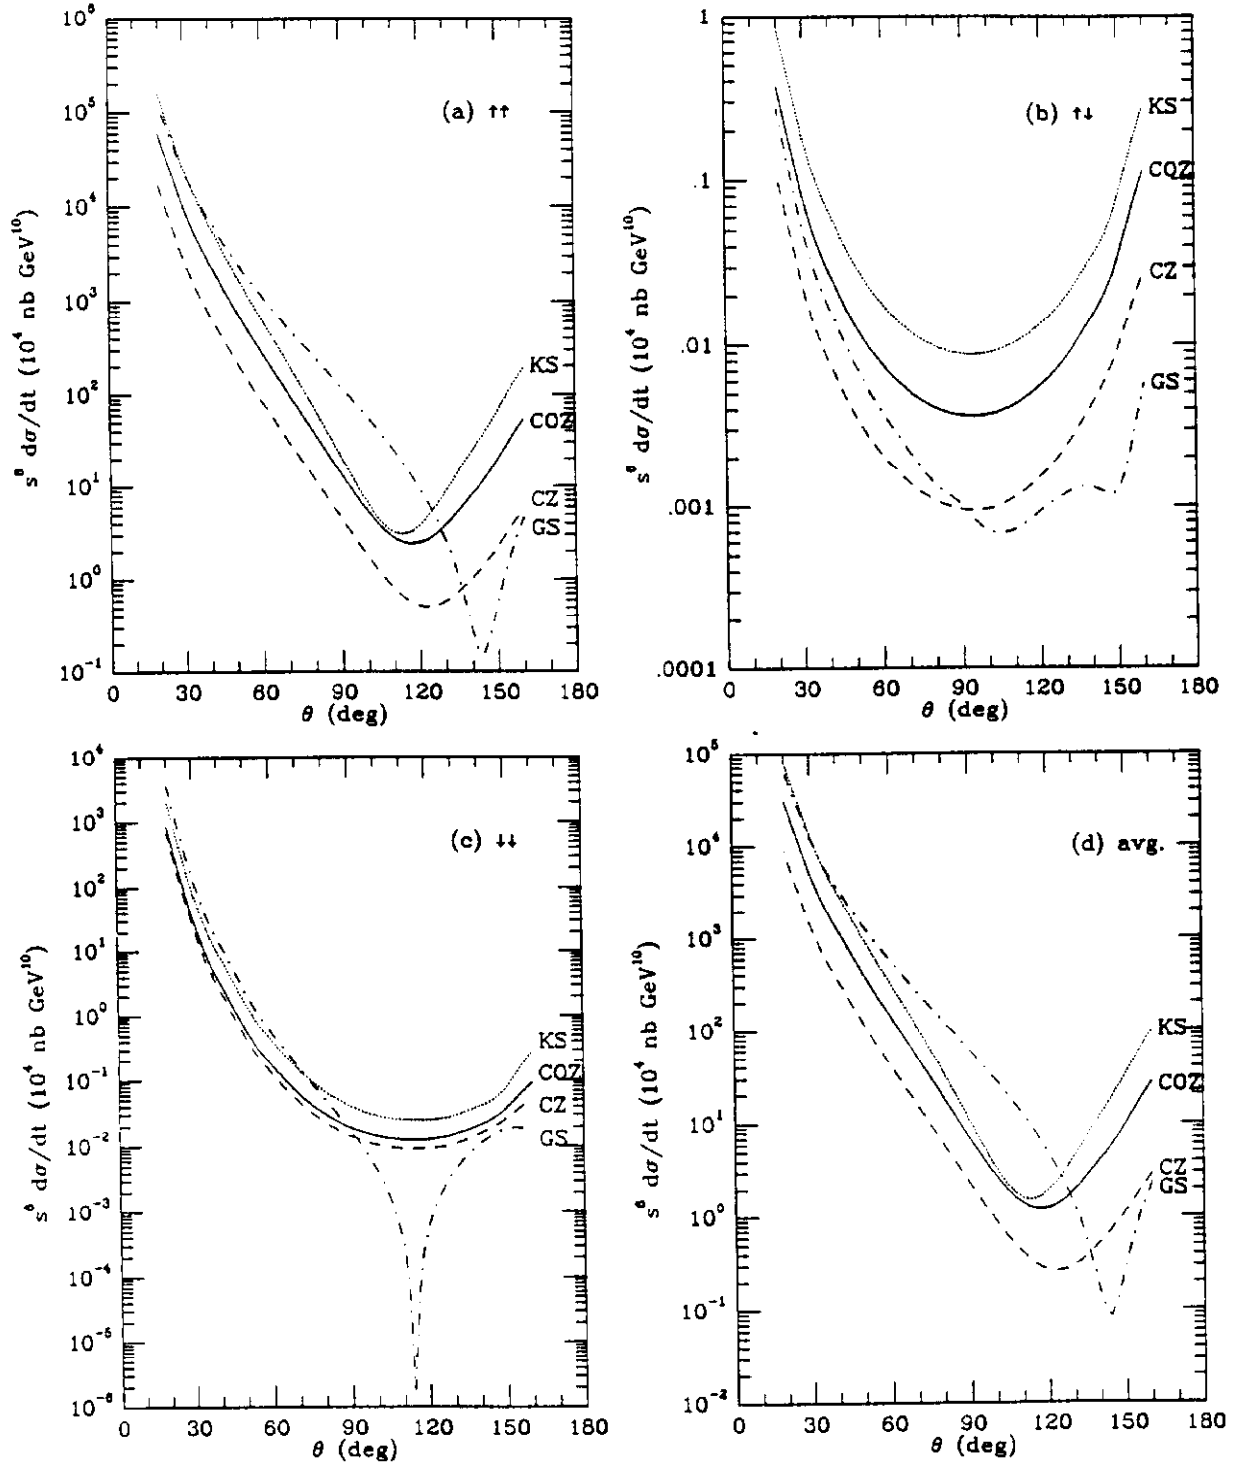 10⁶
10⁵
10⁴
10³
10²
10¹
10⁰
10⁻¹
s⁶ dσ/dt (10⁴ nb GeV¹⁰)
(a) ↑↑
KS
COZ
CZ
GS
0 30 60 90 120 150 180
θ (deg)
1
.1
.01
.001
.0001
s⁶ dσ/dt (10⁴ nb GeV¹⁰)
(b) ↑↓
KS
COZ
CZ
GS
0 30 60 90 120 150 180
θ (deg)
10⁴
10³
10²
10¹
10⁰
10⁻¹
10⁻²
10⁻³
10⁻⁴
10⁻⁵
10⁻⁶
s⁶ dσ/dt (10⁴ nb GeV¹⁰)
(c) ↓↓
KS
COZ
CZ
GS
0 30 60 90 120 150 180
θ (deg)
10⁵
10⁴
10³
10²
10¹
10⁰
10⁻¹
10⁻²
s⁶ dσ/dt (10⁴ nb GeV¹⁰)
(d) avg.
KS
COZ
CZ
GS
0 30 60 90 120 150 180
θ (deg)